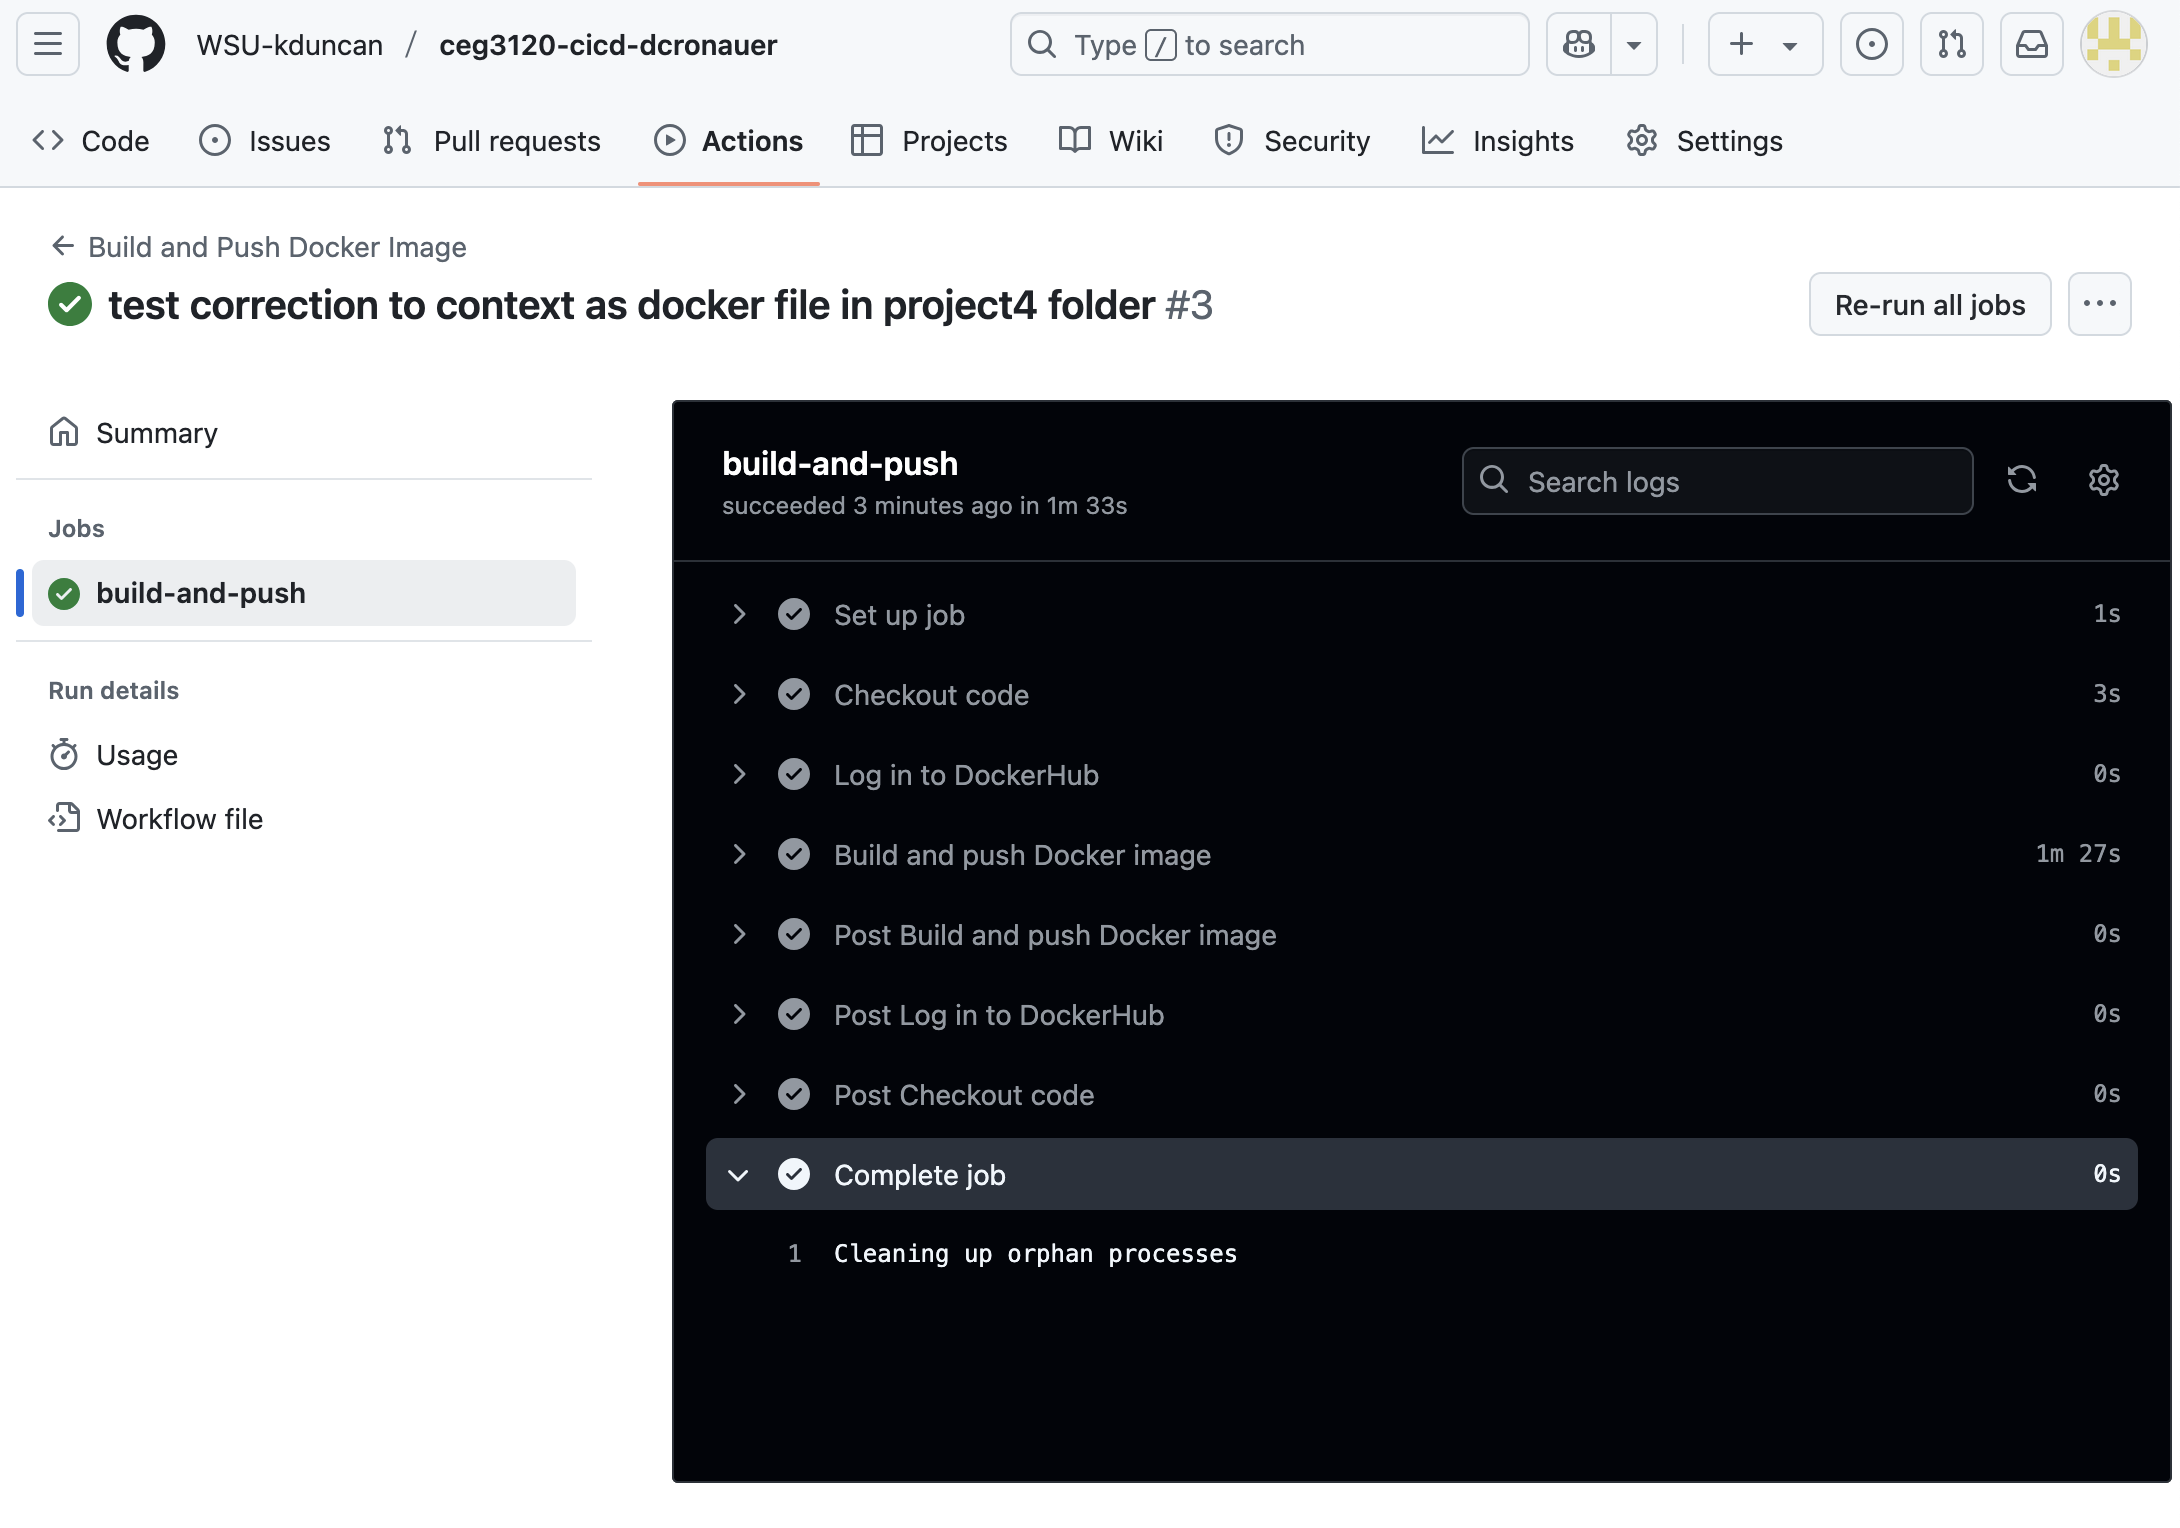 WSU-kduncan / ceg3120-cicd-dcronauer
Type / to search
Code
Issues
Pull requests
Actions
Projects
Wiki
Security
Insights
Settings
Build and Push Docker Image
test correction to context as docker file in project4 folder #3
Re-run all jobs
Summary
Jobs
build-and-push
Run details
Usage
Workflow file
build-and-push
succeeded 3 minutes ago in 1m 33s
Search logs
Set up job 1s
Checkout code 3s
Log in to DockerHub 0s
Build and push Docker image 1m 27s
Post Build and push Docker image 0s
Post Log in to DockerHub 0s
Post Checkout code 0s
Complete job 0s
1 Cleaning up orphan processes